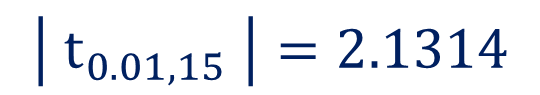 | t₀.₀₁,₁₅ | = 2.1314